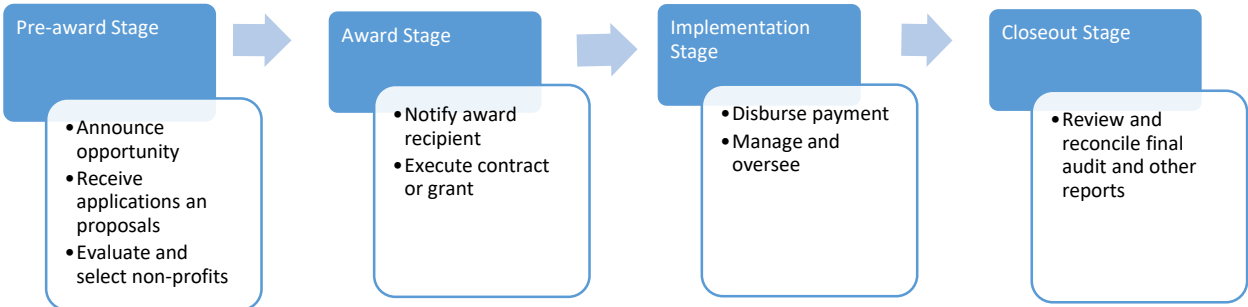 Pre-award Stage
•Announce
opportunity
•Receive
applications an
proposals
•Evaluate and
select non-profits
Award Stage
•Notify award
recipient
•Execute contract
or grant
Implementation
Stage
•Disburse payment
•Manage and
oversee
Closeout Stage
•Review and
reconcile final
audit and other
reports